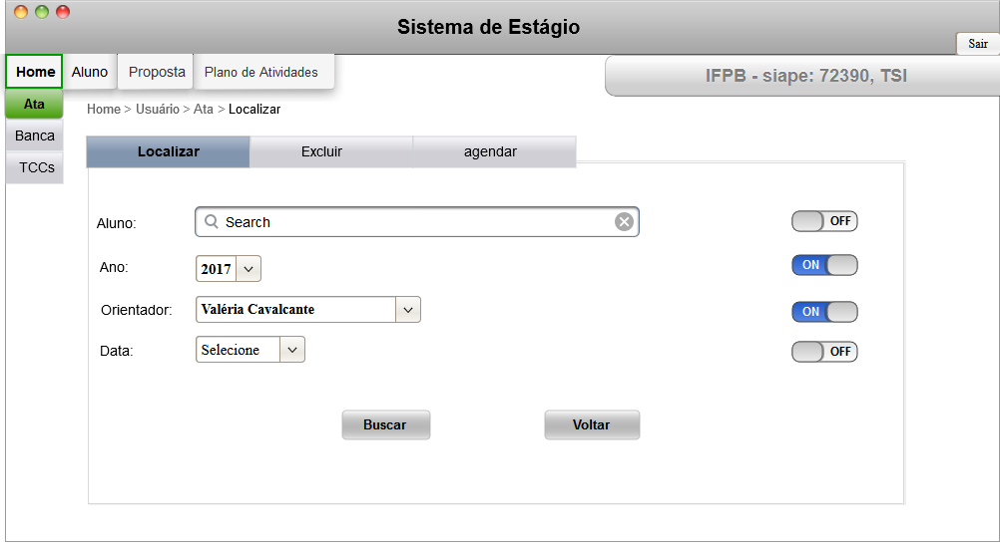 Sistema de Estágio
Sair
Home Aluno Proposta Plano de Atividades
IFPB - siape: 72390, TSI
Ata
Banca
TCCs
Home > Usuário > Ata > Localizar
Localizar Excluir agendar
Aluno: Search OFF
Ano: 2017 ON
Orientador: Valéria Cavalcante ON
Data: Selecione OFF
Buscar Voltar